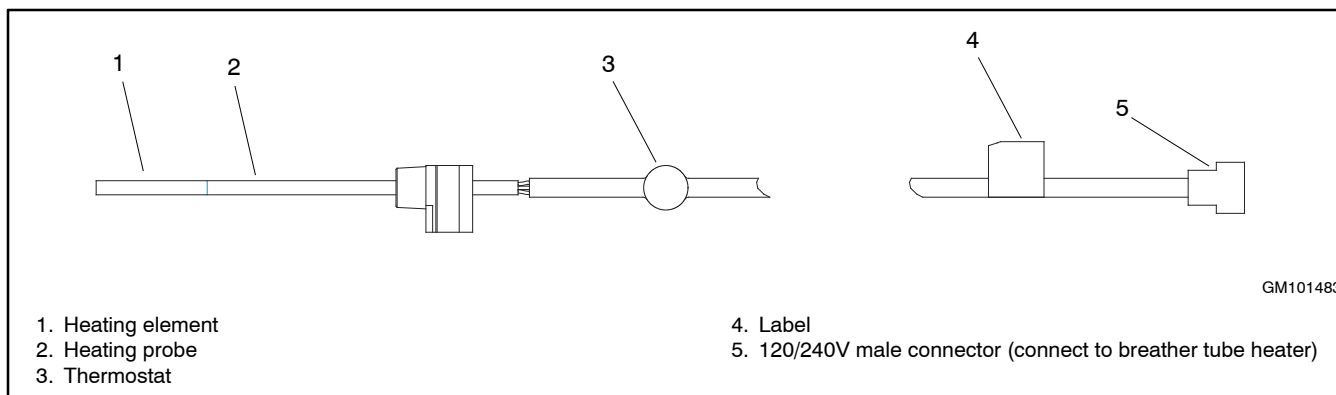 1
2
3
4
5
GM101483
1. Heating element
2. Heating probe
3. Thermostat
4. Label
5. 120/240V male connector (connect to breather tube heater)